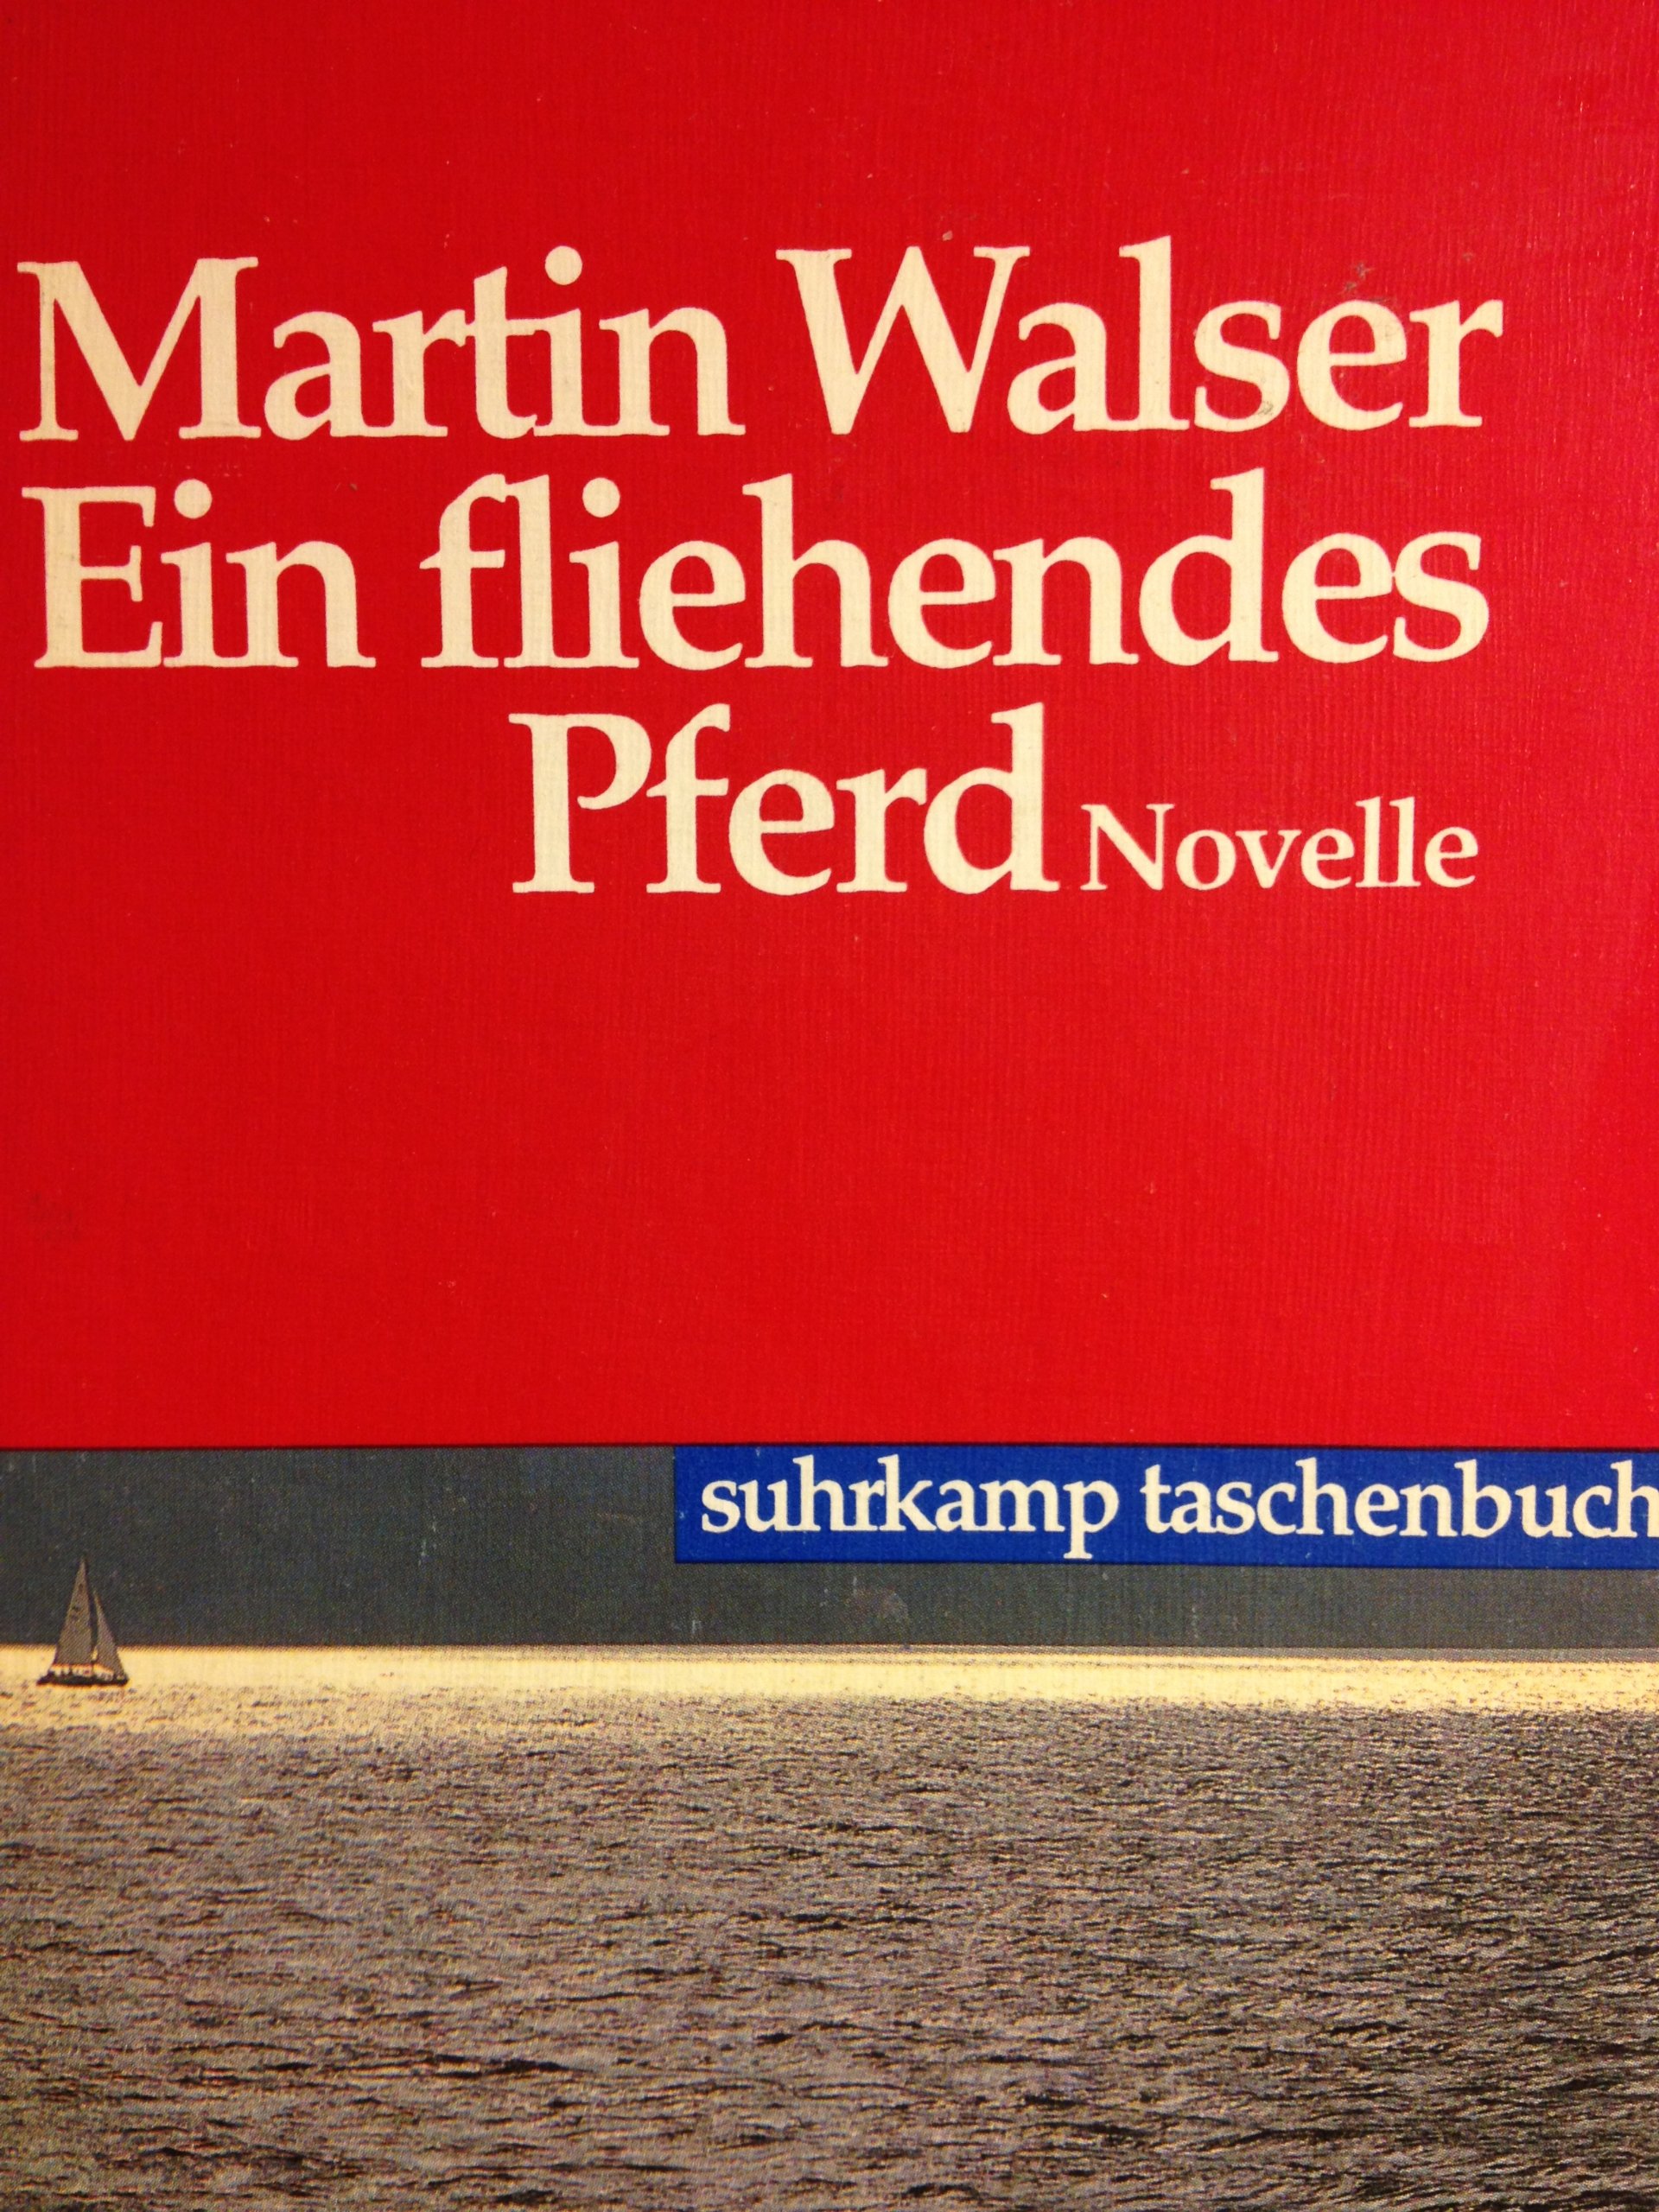 Martin Walser
Ein fliehendes
Pferd Novelle
suhrkamp taschenbuch